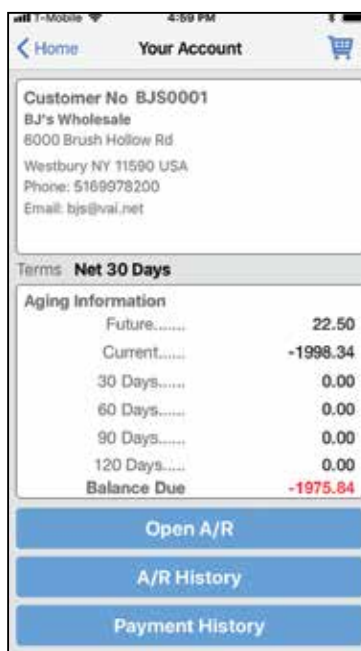 T-Mobile 4:59 PM
Home Your Account
Customer No BJS0001
BJ's Wholesale
6000 Brush Hollow Rd
Westbury NY 11590 USA
Phone: 5169978200
Email: bjs@vai.net
Terms Net 30 Days
Aging Information
Future....... 22.50
Current...... -1998.34
30 Days...... 0.00
60 Days...... 0.00
90 Days...... 0.00
120 Days..... 0.00
Balance Due -1975.84
Open A/R
A/R History
Payment History